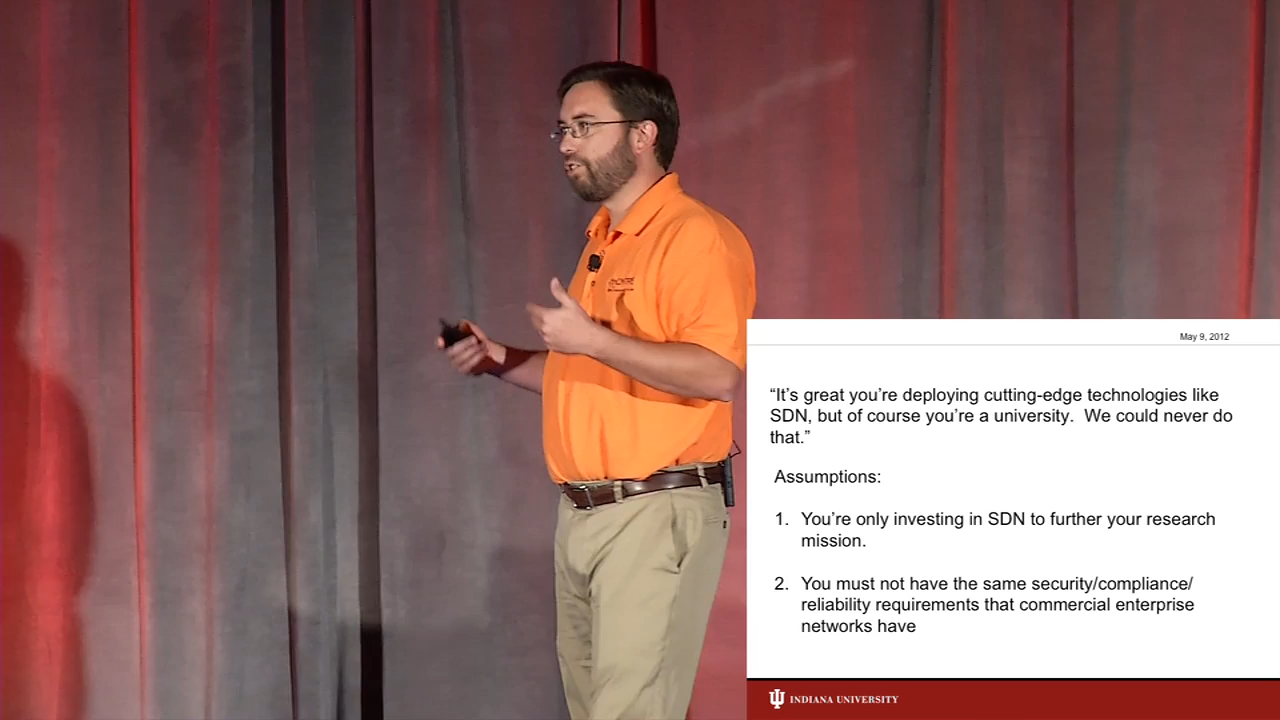 May 9, 2012
“It’s great you’re deploying cutting-edge technologies like
SDN, but of course you’re a university.  We could never do
that.”
Assumptions:
1. You’re only investing in SDN to further your research
mission.
2. You must not have the same security/compliance/
reliability requirements that commercial enterprise
networks have
INDIANA UNIVERSITY